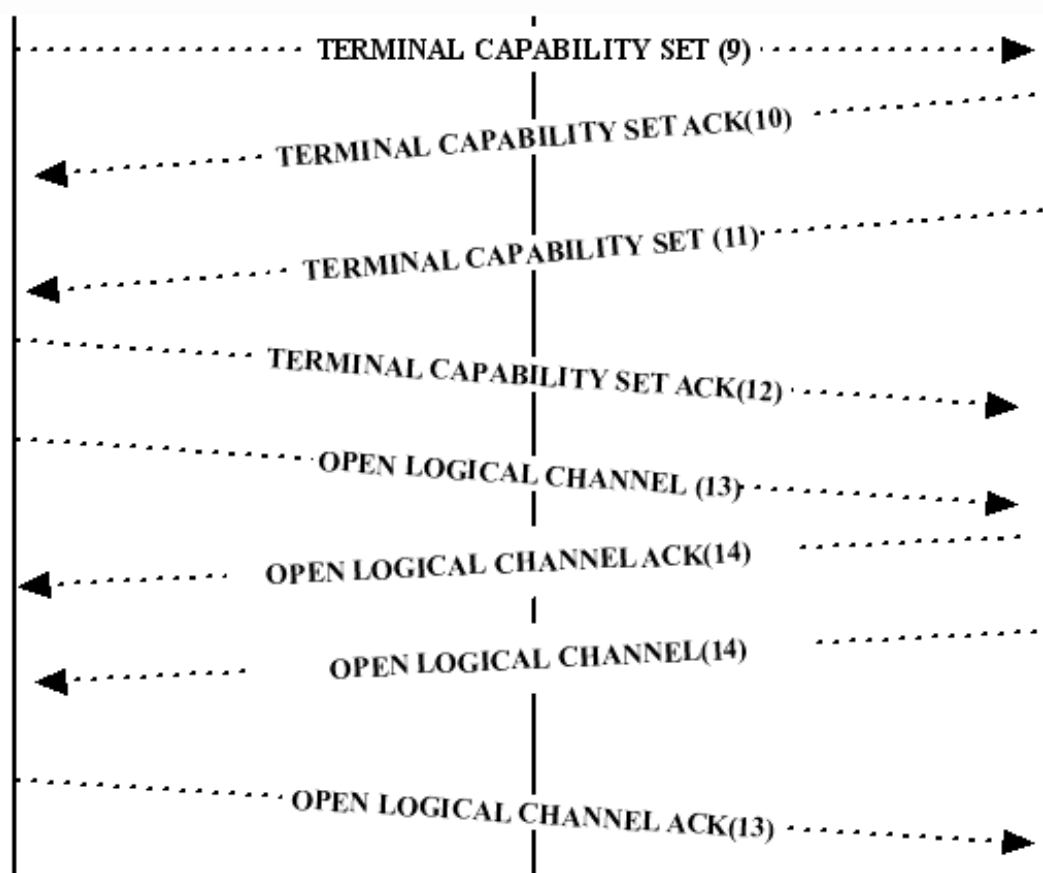 TERMINAL CAPABILITY SET (9)
TERMINAL CAPABILITY SET ACK(10)
TERMINAL CAPABILITY SET (11)
TERMINAL CAPABILITY SET ACK(12)
OPEN LOGICAL CHANNEL (13)
OPEN LOGICAL CHANNEL ACK(14)
OPEN LOGICAL CHANNEL(14)
OPEN LOGICAL CHANNEL ACK(13)